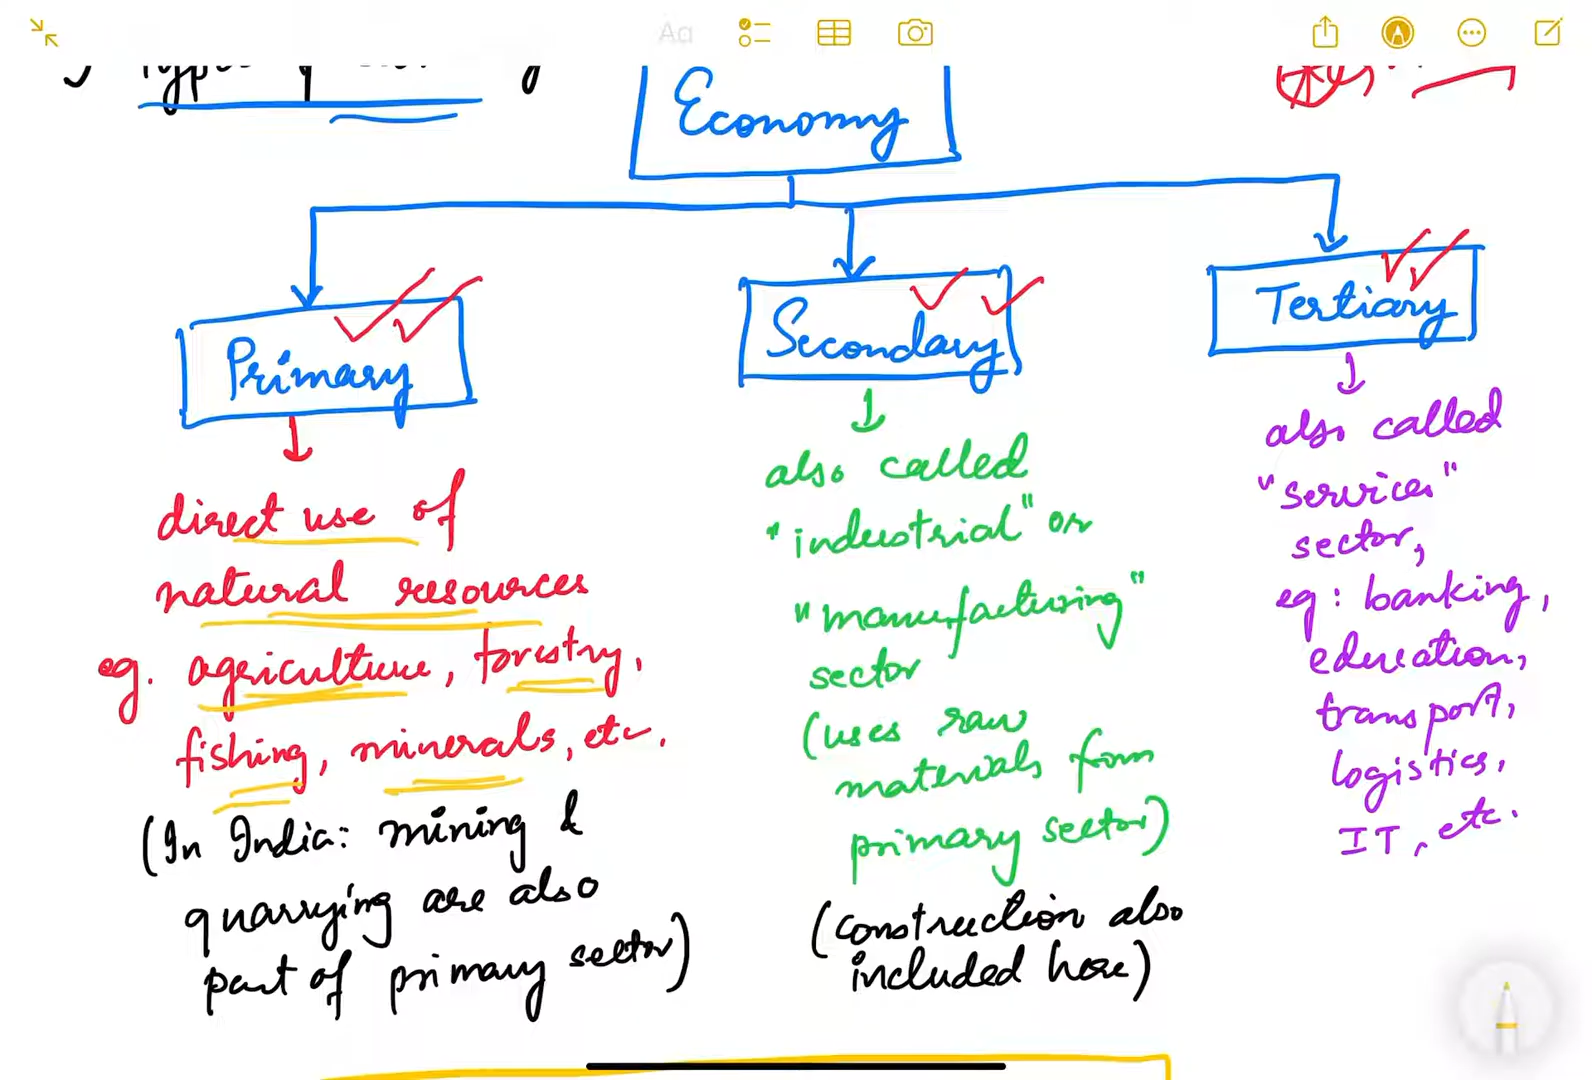 Aa
Economy
Primary
direct use of
natural resources
eg. agriculture, forestry,
fishing, minerals, etc.
(In India: mining &
quarrying are also
part of primary sector)
Secondary
also called
"industrial" or
"manufacturing"
sector
(uses raw
materials from
primary sector)
(construction also
included here)
Tertiary
also called
"services"
sector,
eg: banking,
education,
transport,
logistics,
IT, etc.